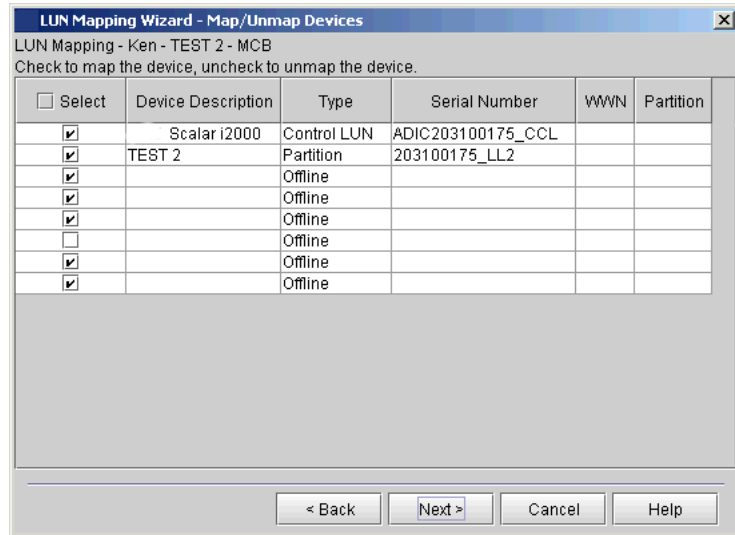 LUN Mapping Wizard - Map/Unmap Devices
LUN Mapping - Ken - TEST 2 - MCB
Check to map the device, uncheck to unmap the device.
Select Device Description Type Serial Number WWN Partition
Scalar i2000 Control LUN ADIC203100175_CCL
TEST 2 Partition 203100175_LL2
Offline
Offline
Offline
Offline
Offline
Offline
< Back Next > Cancel Help